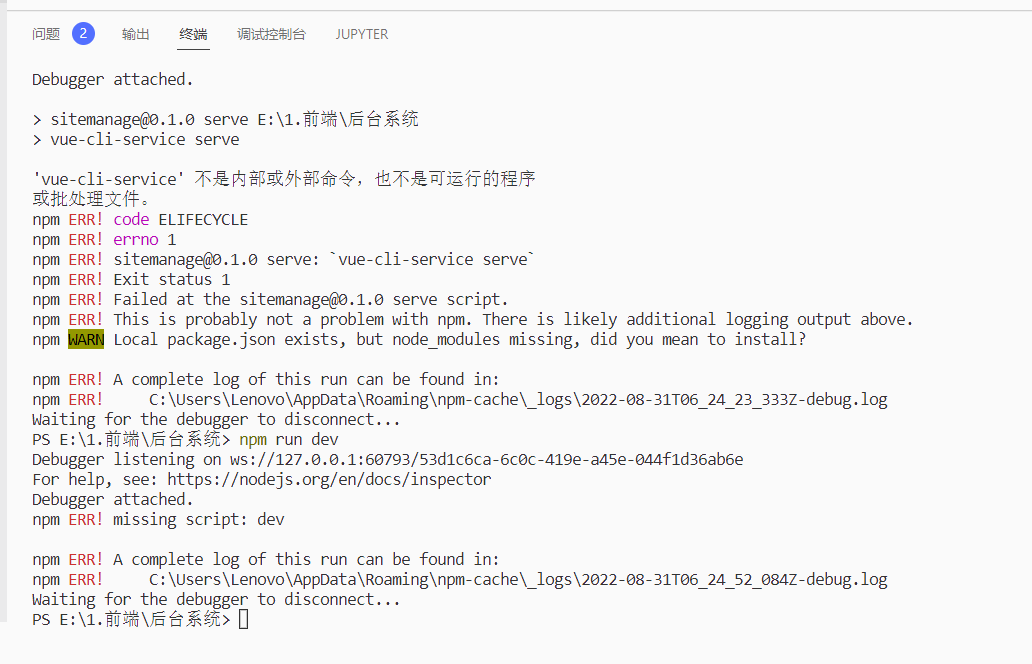 问题 2 输出 终端 调试控制台 JUPYTER
Debugger attached.
> sitemanage@0.1.0 serve E:\1.前端\后台系统
> vue-cli-service serve
'vue-cli-service' 不是内部或外部命令，也不是可运行的程序
或批处理文件。
npm ERR! code ELIFECYCLE
npm ERR! errno 1
npm ERR! sitemanage@0.1.0 serve: `vue-cli-service serve`
npm ERR! Exit status 1
npm ERR! Failed at the sitemanage@0.1.0 serve script.
npm ERR! This is probably not a problem with npm. There is likely additional logging output above.
npm WARN Local package.json exists, but node_modules missing, did you mean to install?
npm ERR! A complete log of this run can be found in:
npm ERR!     C:\Users\Lenovo\AppData\Roaming\npm-cache\_logs\2022-08-31T06_24_23_333Z-debug.log
Waiting for the debugger to disconnect...
PS E:\1.前端\后台系统> npm run dev
Debugger listening on ws://127.0.0.1:60793/53d1c6ca-6c0c-419e-a45e-044f1d36ab6e
For help, see: https://nodejs.org/en/docs/inspector
Debugger attached.
npm ERR! missing script: dev
npm ERR! A complete log of this run can be found in:
npm ERR!     C:\Users\Lenovo\AppData\Roaming\npm-cache\_logs\2022-08-31T06_24_52_084Z-debug.log
Waiting for the debugger to disconnect...
PS E:\1.前端\后台系统>